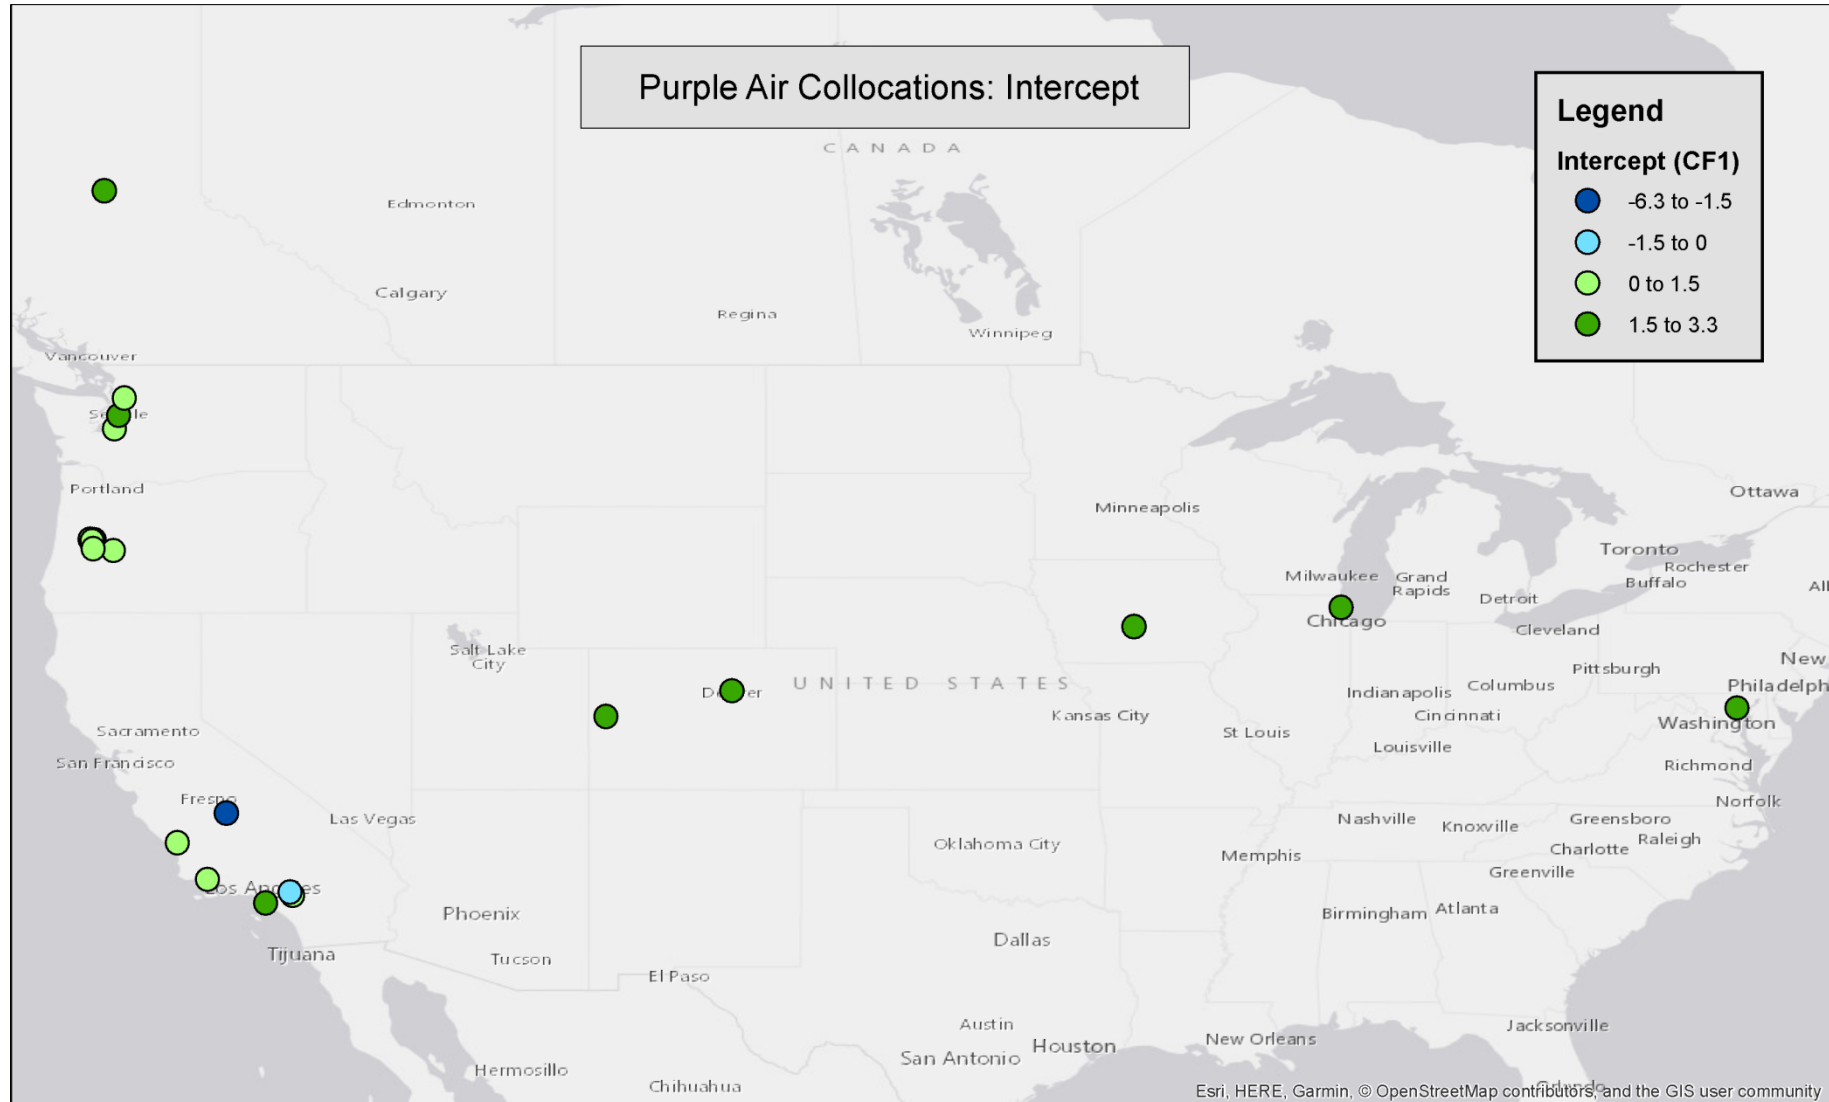 Purple Air Collocations: Intercept
Legend
Intercept (CF1)
-6.3 to -1.5
-1.5 to 0
0 to 1.5
1.5 to 3.3
CANADA
Edmonton
Calgary
Regina
Winnipeg
Vancouver
Portland
Minneapolis
Ottawa
Toronto
Rochester
Buffalo
Milwaukee
Grand
Rapids
Detroit
Chicago
Cleveland
Salt Lake
City
Pittsburgh
New
UNITED STATES
Indianapolis
Columbus
Philadelph
Kansas City
Cincinnati
Washington
Sacramento
St Louis
Louisville
San Francisco
Richmond
Fresno
Las Vegas
Norfolk
Nashville
Knoxville
Greensboro
Raleigh
Oklahoma City
Charlotte
Memphis
Greenville
Los Angeles
Phoenix
Birmingham
Atlanta
Dallas
Tijuana
Tucson
El Paso
Austin
Jacksonville
Houston
New Orleans
San Antonio
Hermosillo
Chihuahua
Esri, HERE, Garmin, © OpenStreetMap contributors, and the GIS user community